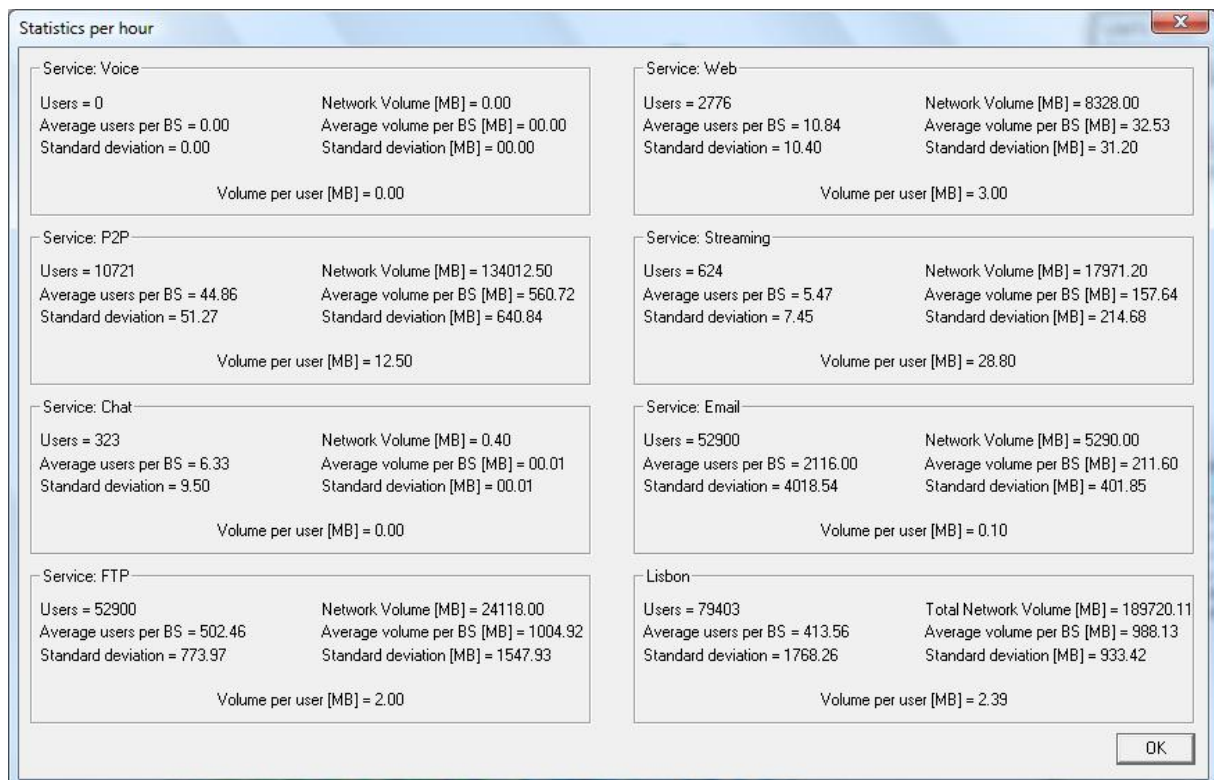 Statistics per hour
Service: Voice
Users = 0
Network Volume [MB] = 0.00
Average users per BS = 0.00
Average volume per BS [MB] = 00.00
Standard deviation = 0.00
Standard deviation [MB] = 00.00
Volume per user [MB] = 0.00
Service: Web
Users = 2776
Network Volume [MB] = 8328.00
Average users per BS = 10.84
Average volume per BS [MB] = 32.53
Standard deviation = 10.40
Standard deviation [MB] = 31.20
Volume per user [MB] = 3.00
Service: P2P
Users = 10721
Network Volume [MB] = 134012.50
Average users per BS = 44.86
Average volume per BS [MB] = 560.72
Standard deviation = 51.27
Standard deviation [MB] = 640.84
Volume per user [MB] = 12.50
Service: Streaming
Users = 624
Network Volume [MB] = 17971.20
Average users per BS = 5.47
Average volume per BS [MB] = 157.64
Standard deviation = 7.45
Standard deviation [MB] = 214.68
Volume per user [MB] = 28.80
Service: Chat
Users = 323
Network Volume [MB] = 0.40
Average users per BS = 6.33
Average volume per BS [MB] = 00.01
Standard deviation = 9.50
Standard deviation [MB] = 00.01
Volume per user [MB] = 0.00
Service: Email
Users = 52900
Network Volume [MB] = 5290.00
Average users per BS = 2116.00
Average volume per BS [MB] = 211.60
Standard deviation = 4018.54
Standard deviation [MB] = 401.85
Volume per user [MB] = 0.10
Service: FTP
Users = 52900
Network Volume [MB] = 24118.00
Average users per BS = 502.46
Average volume per BS [MB] = 1004.92
Standard deviation = 773.97
Standard deviation [MB] = 1547.93
Volume per user [MB] = 2.00
Lisbon
Users = 79403
Total Network Volume [MB] = 189720.11
Average users per BS = 413.56
Average volume per BS [MB] = 988.13
Standard deviation = 1768.26
Standard deviation [MB] = 933.42
Volume per user [MB] = 2.39
OK